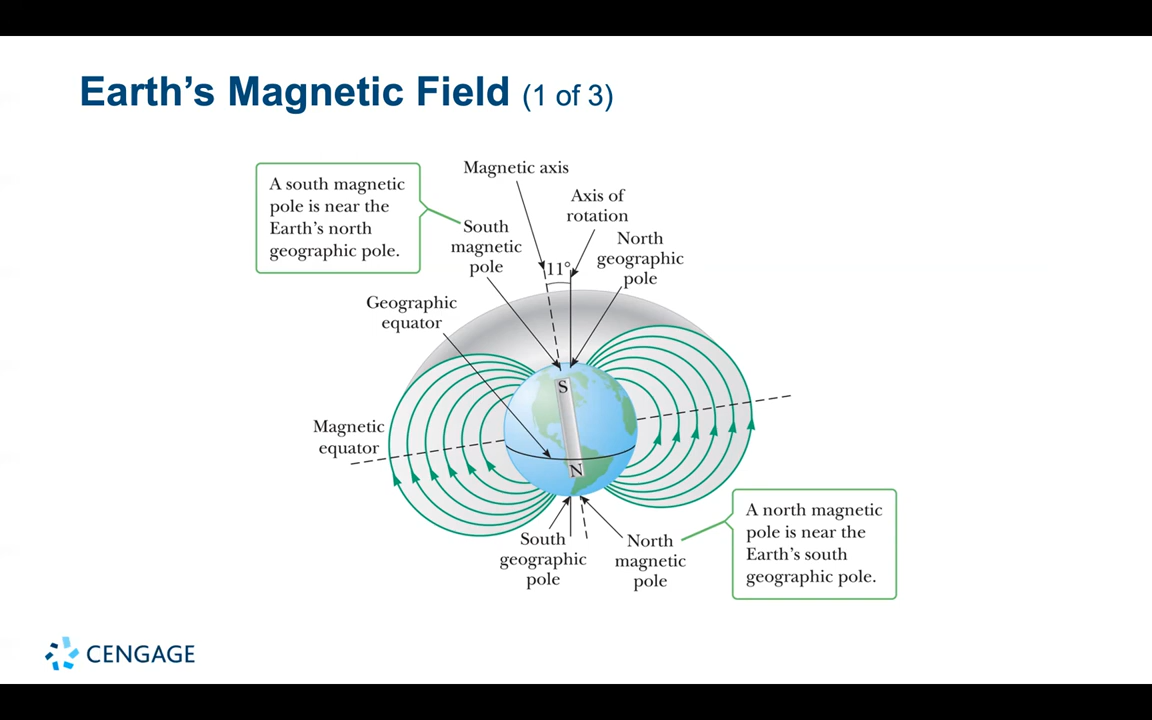 Earth's Magnetic Field (1 of 3)
A south magnetic
pole is near the
Earth's north
geographic pole.
Magnetic axis
Axis of
rotation
South
magnetic
pole
North
geographic
pole
11°
Geographic
equator
S
Magnetic
equator
N
South
geographic
pole
North
magnetic
pole
A north magnetic
pole is near the
Earth's south
geographic pole.
CENGAGE